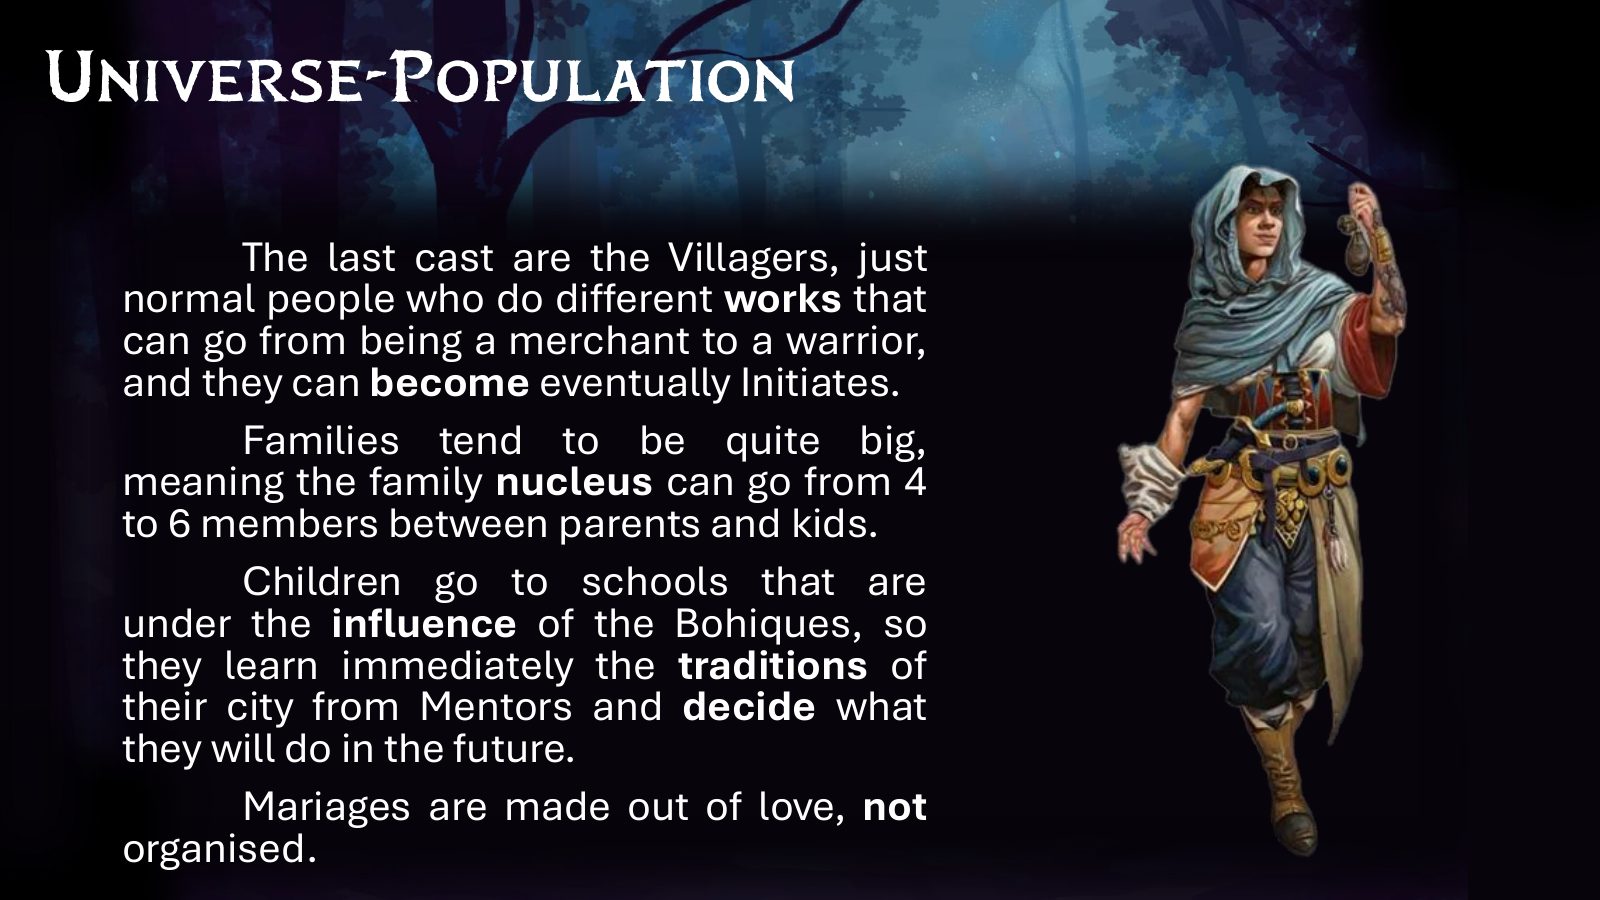 Universe-Population
The last cast are the Villagers, just
normal people who do different works that
can go from being a merchant to a warrior,
and they can become eventually Initiates.
Families tend to be quite big,
meaning the family nucleus can go from 4
to 6 members between parents and kids.
Children go to schools that are
under the influence of the Bohiques, so
they learn immediately the traditions of
their city from Mentors and decide what
they will do in the future.
Mariages are made out of love, not
organised.